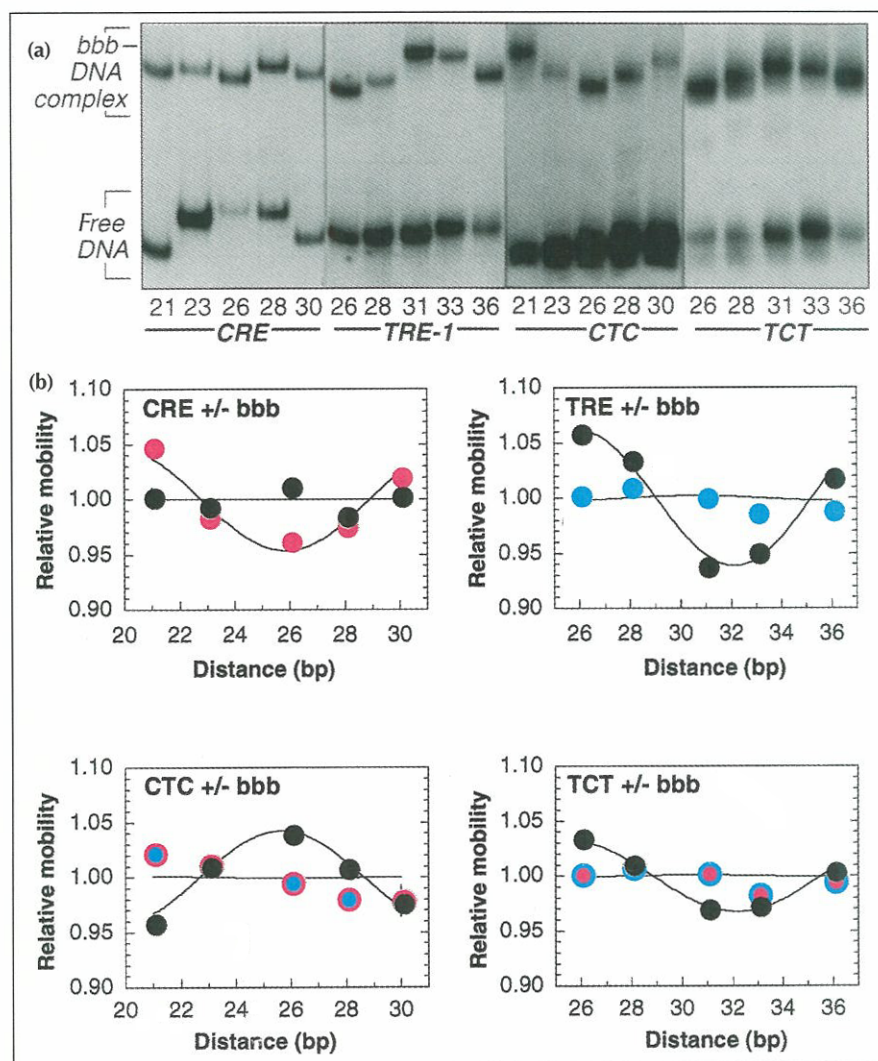 (a)
bbb
DNA
complex
Free
DNA
21 23 26 28 30 26 28 31 33 36 21 23 26 28 30 26 28 31 33 36
CRE TRE-1 CTC TCT
(b)
CRE +/- bbb
Relative mobility
1.10
1.05
1.00
0.95
0.90
20 22 24 26 28 30
Distance (bp)
TRE +/- bbb
Relative mobility
1.10
1.05
1.00
0.95
0.90
26 28 30 32 34 36
Distance (bp)
CTC +/- bbb
Relative mobility
1.10
1.05
1.00
0.95
0.90
20 22 24 26 28 30
Distance (bp)
TCT +/- bbb
Relative mobility
1.10
1.05
1.00
0.95
0.90
26 28 30 32 34 36
Distance (bp)